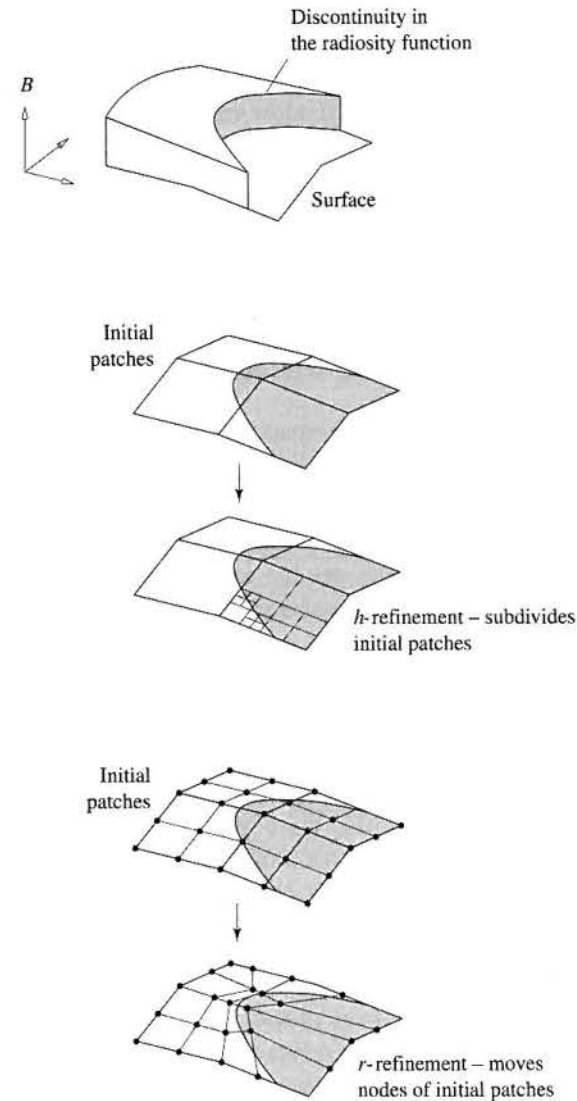 Discontinuity in
the radiosity function
B
Surface
Initial
patches
h-refinement – subdivides
initial patches
Initial
patches
r-refinement – moves
nodes of initial patches